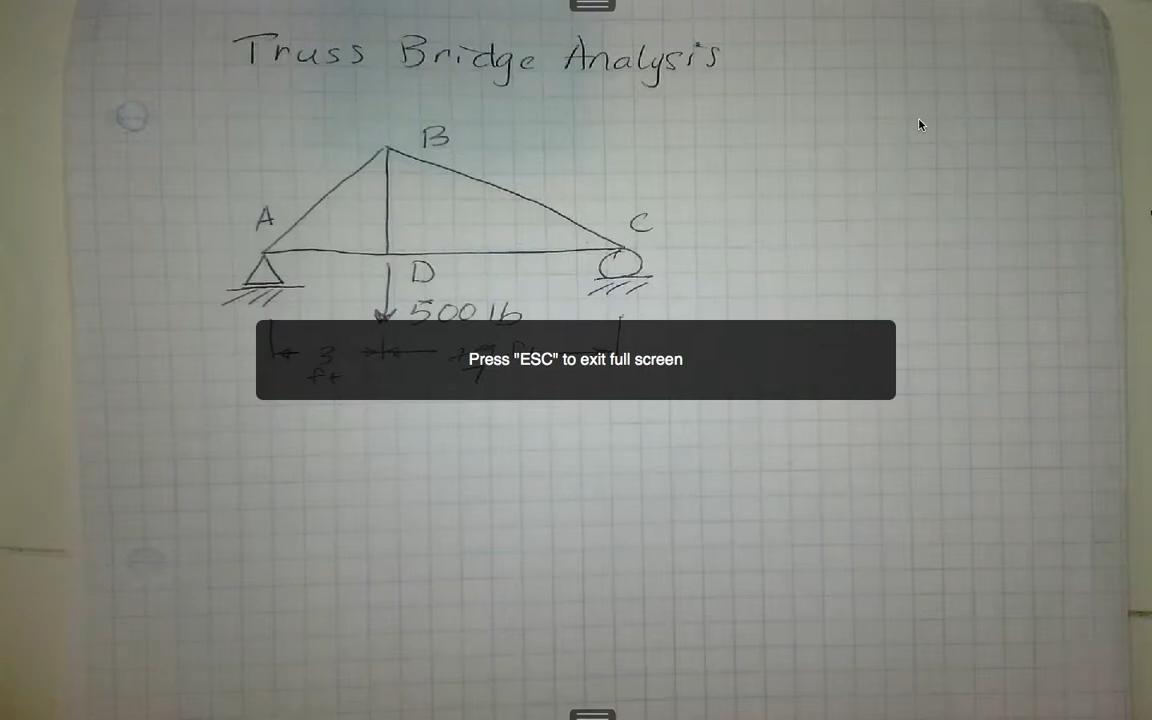 Truss Bridge Analysis
B
A
C
D
500 lb
3
ft
Press "ESC" to exit full screen